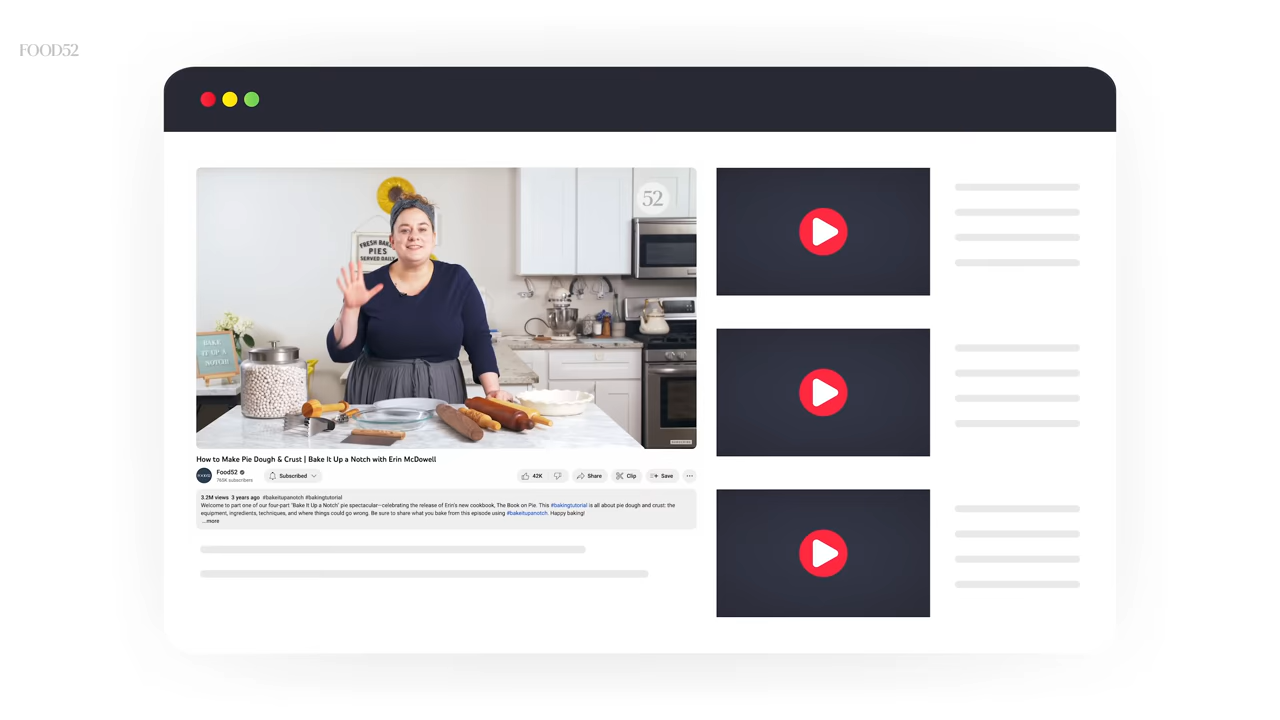 FOOD52
52
FRESH BAKED
PIES
SERVED DAILY
BAKE
IT UP A
NOTCH!
How to Make Pie Dough & Crust | Bake It Up a Notch with Erin McDowell
Food52
765K subscribers
Subscribed
42K
Share
Clip
Save
3.2M views 3 years ago #bakeitupanotch #bakingtutorial
Welcome to part one of our four-part "Bake It Up a Notch' pie spectacular—celebrating the release of Erin's new cookbook, The Book on Pie. This #bakingtutorial is all about pie dough and crust: the
equipment, ingredients, techniques, and where things could go wrong. Be sure to share what you bake from this episode using #bakeitupanotch. Happy baking!
...more